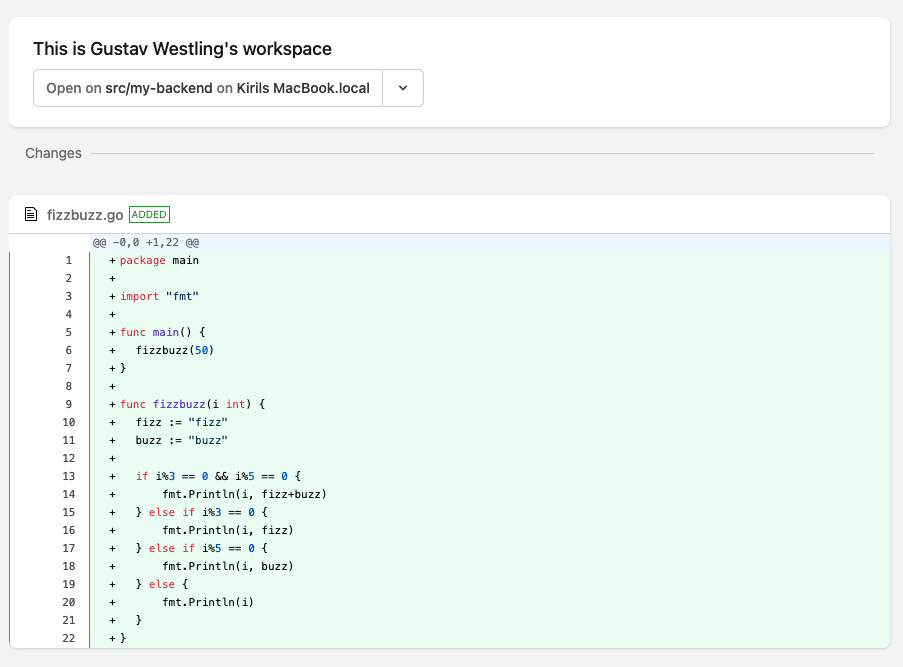 This is Gustav Westling's workspace
Open on src/my-backend on Kirils MacBook.local
Changes
fizzbuzz.go ADDED
@@ -0,0 +1,22 @@
1 + package main
2 +
3 + import "fmt"
4 +
5 + func main() {
6 + fizzbuzz(50)
7 + }
8 +
9 + func fizzbuzz(i int) {
10 + fizz := "fizz"
11 + buzz := "buzz"
12 +
13 + if i%3 == 0 && i%5 == 0 {
14 + fmt.Println(i, fizz+buzz)
15 + } else if i%3 == 0 {
16 + fmt.Println(i, fizz)
17 + } else if i%5 == 0 {
18 + fmt.Println(i, buzz)
19 + } else {
20 + fmt.Println(i)
21 + }
22 + }